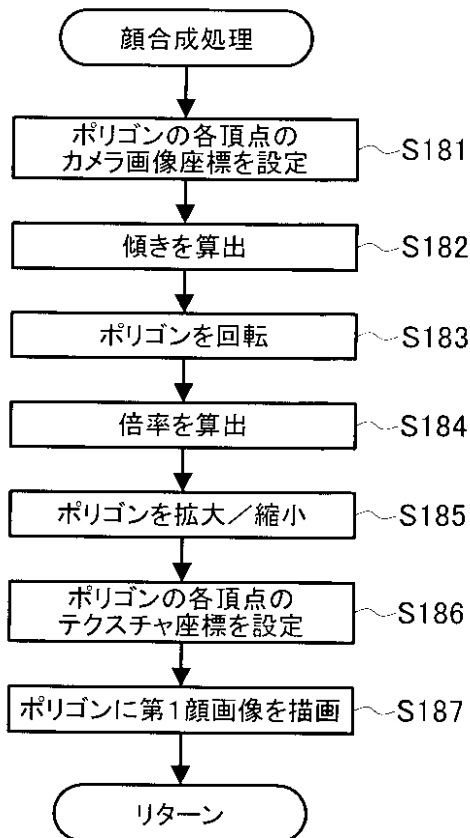 顔合成処理
ポリゴンの各頂点の
カメラ画像座標を設定
S181
傾きを算出
S182
ポリゴンを回転
S183
倍率を算出
S184
ポリゴンを拡大／縮小
S185
ポリゴンの各頂点の
テクスチャ座標を設定
S186
ポリゴンに第1顔画像を描画
S187
リターン